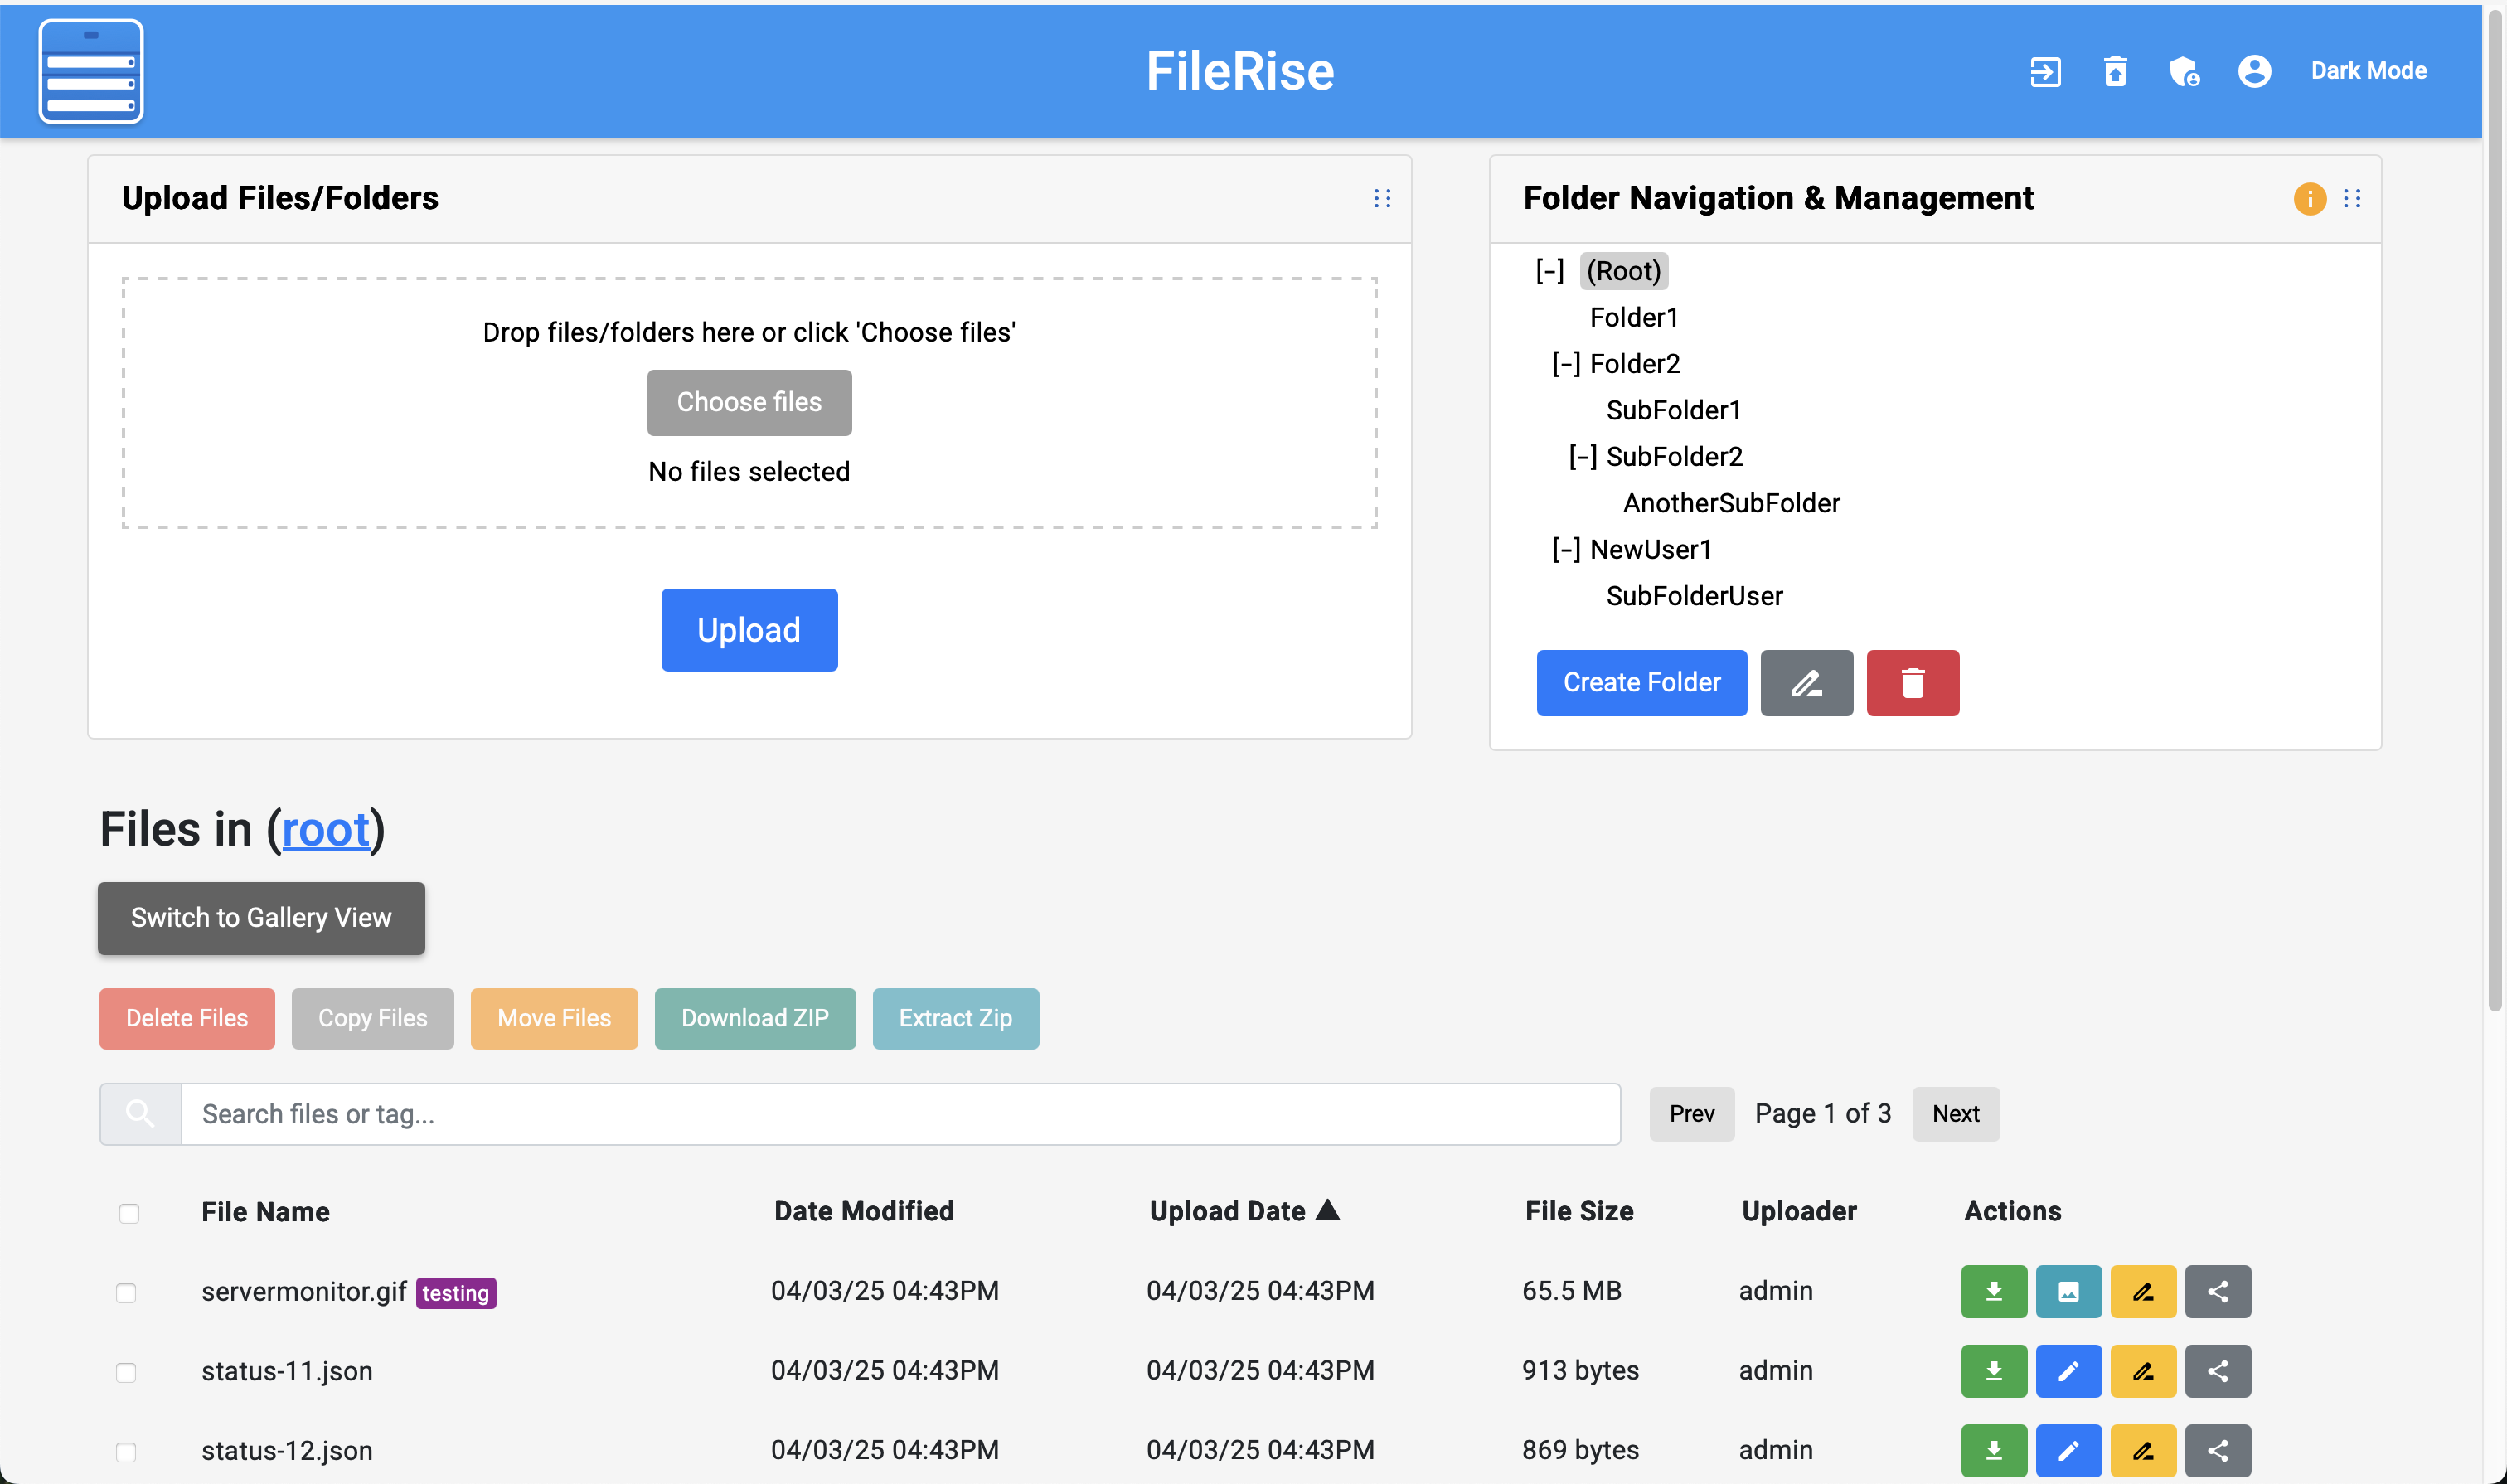 FileRise
Dark Mode
Upload Files/Folders
Drop files/folders here or click 'Choose files'
Choose files
No files selected
Upload
Folder Navigation & Management
i
[-] (Root)
Folder1
[-] Folder2
SubFolder1
[-] SubFolder2
AnotherSubFolder
[-] NewUser1
SubFolderUser
Create Folder
Files in (root)
Switch to Gallery View
Delete Files Copy Files Move Files Download ZIP Extract Zip
Search files or tag... Prev Page 1 of 3 Next
File Name Date Modified Upload Date ▲ File Size Uploader Actions
servermonitor.gif testing 04/03/25 04:43PM 04/03/25 04:43PM 65.5 MB admin
status-11.json 04/03/25 04:43PM 04/03/25 04:43PM 913 bytes admin
status-12.json 04/03/25 04:43PM 04/03/25 04:43PM 869 bytes admin